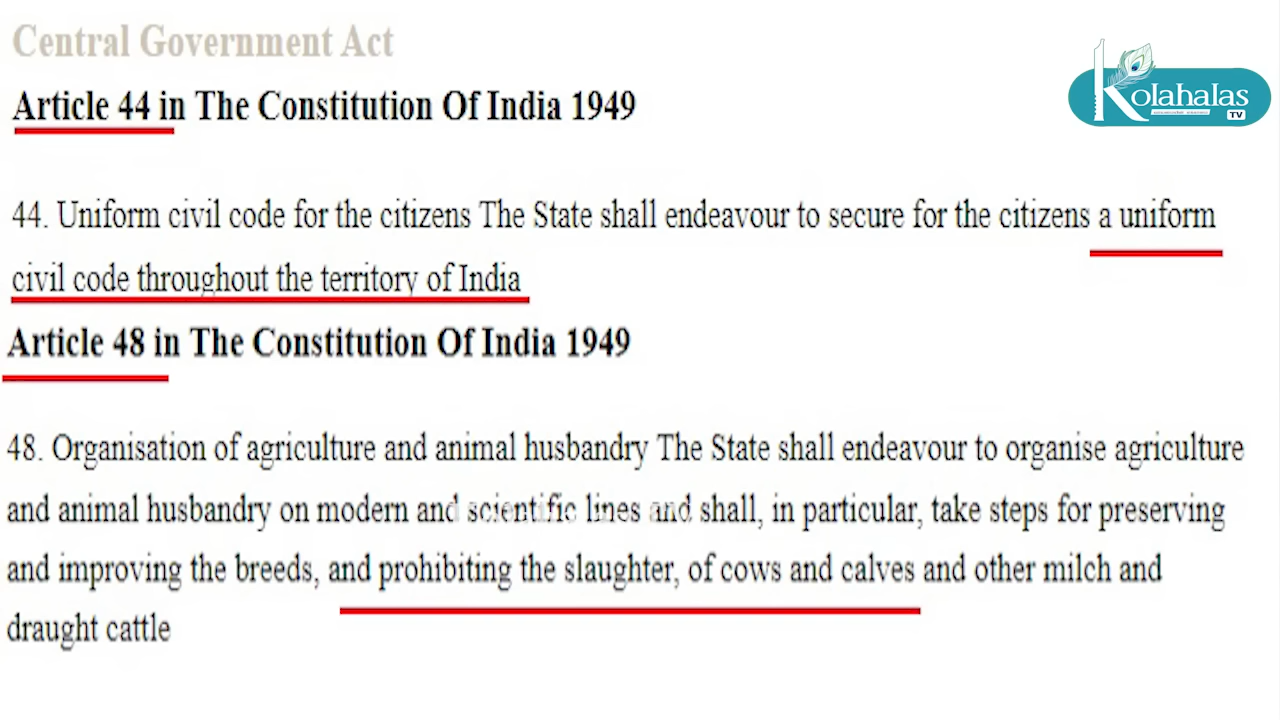 Central Government Act
Kolahalas
TV
Article 44 in The Constitution Of India 1949
44. Uniform civil code for the citizens The State shall endeavour to secure for the citizens a uniform
civil code throughout the territory of India
Article 48 in The Constitution Of India 1949
48. Organisation of agriculture and animal husbandry The State shall endeavour to organise agriculture
and animal husbandry on modern and scientific lines and shall, in particular, take steps for preserving
and improving the breeds, and prohibiting the slaughter, of cows and calves and other milch and
draught cattle